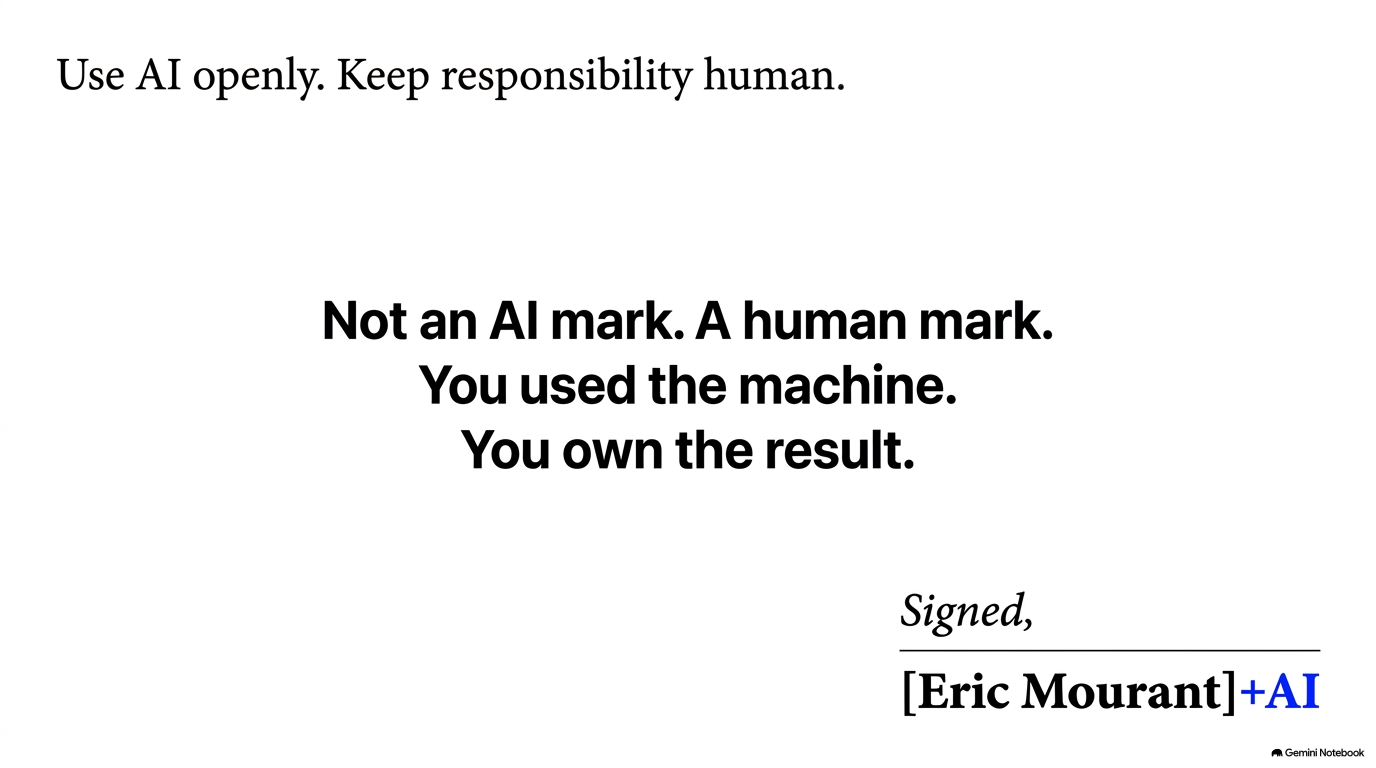 Use AI openly. Keep responsibility human.
Not an AI mark. A human mark.
You used the machine.
You own the result.
Signed,
[Eric Mourant]+AI
Gemini Notebook